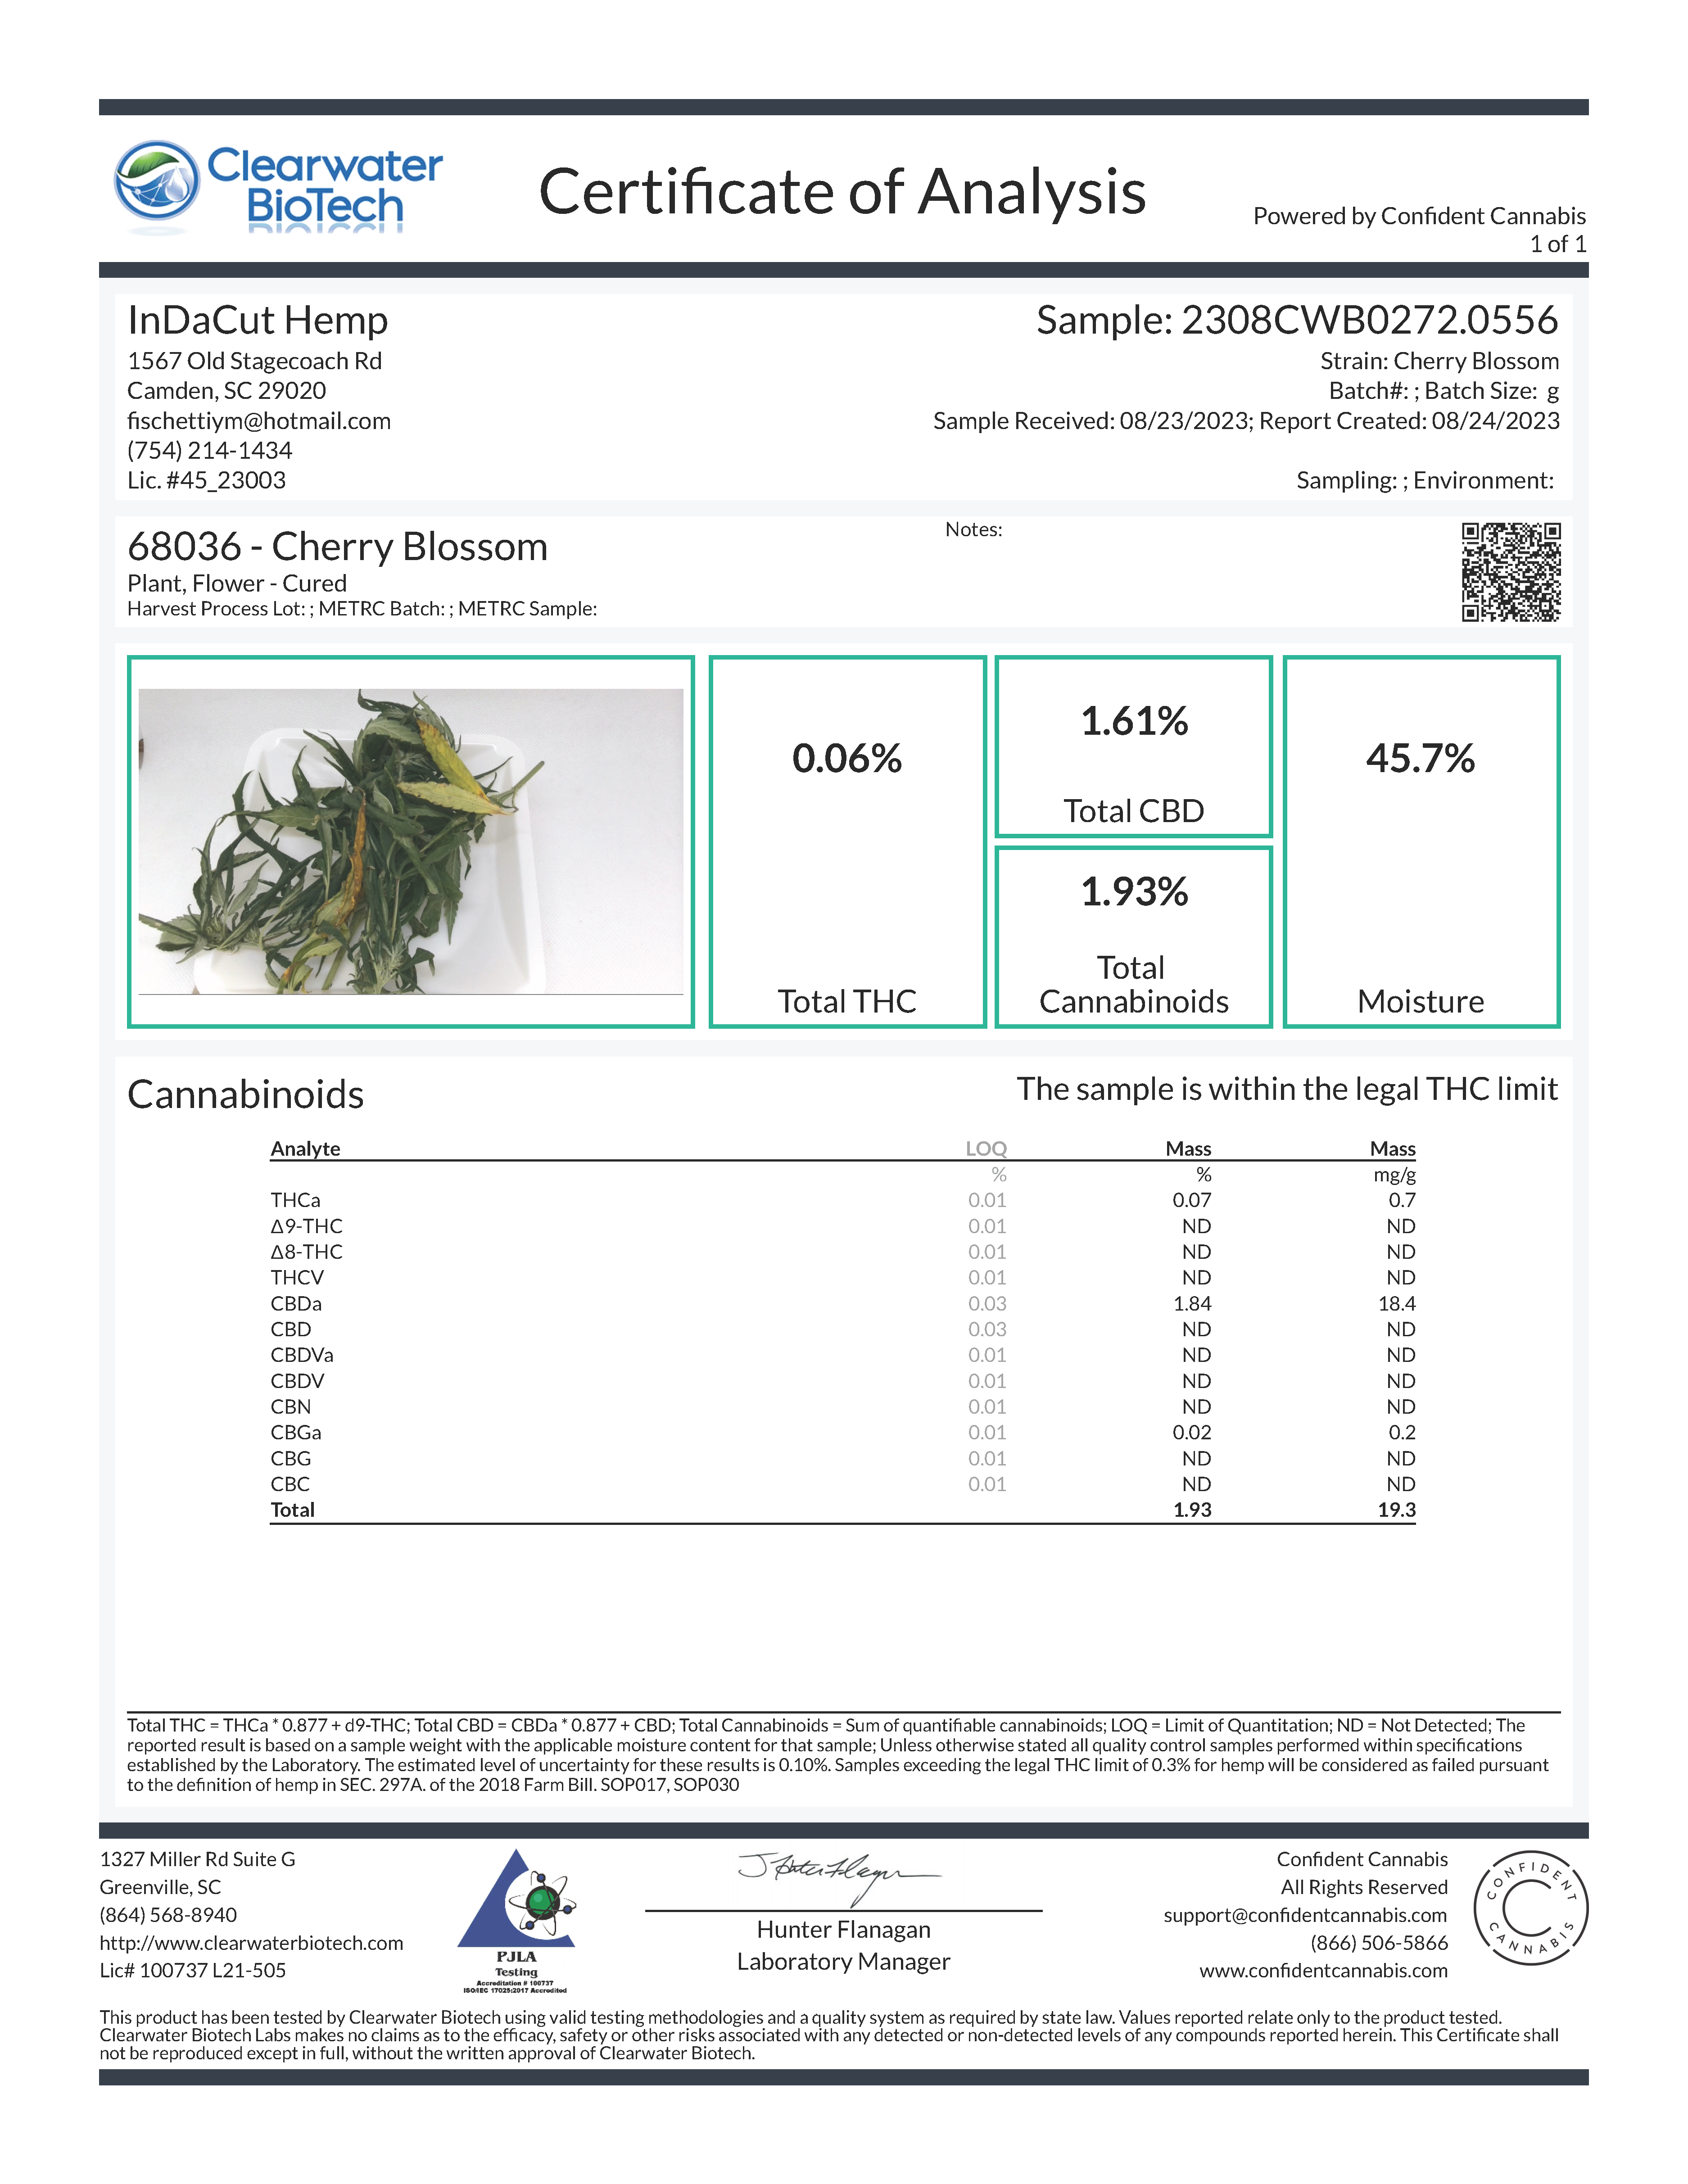 Clearwater
BioTech
Certificate of Analysis
Powered by Confident Cannabis
1 of 1
InDaCut Hemp
1567 Old Stagecoach Rd
Camden, SC 29020
fischettiym@hotmail.com
(754) 214-1434
Lic. #45_23003
Sample: 2308CWB0272.0556
Strain: Cherry Blossom
Batch#: ; Batch Size: g
Sample Received: 08/23/2023; Report Created: 08/24/2023
Sampling: ; Environment:
68036 - Cherry Blossom
Plant, Flower - Cured
Harvest Process Lot: ; METRC Batch: ; METRC Sample:
Notes:
0.06%
Total THC
1.61%
Total CBD
1.93%
Total
Cannabinoids
45.7%
Moisture
Cannabinoids
The sample is within the legal THC limit
Analyte LOQ Mass Mass
% % mg/g
THCa 0.01 0.07 0.7
Δ9-THC 0.01 ND ND
Δ8-THC 0.01 ND ND
THCV 0.01 ND ND
CBDa 0.03 1.84 18.4
CBD 0.03 ND ND
CBDVa 0.01 ND ND
CBDV 0.01 ND ND
CBN 0.01 ND ND
CBGa 0.01 0.02 0.2
CBG 0.01 ND ND
CBC 0.01 ND ND
Total 1.93 19.3
Total THC = THCa * 0.877 + d9-THC; Total CBD = CBDa * 0.877 + CBD; Total Cannabinoids = Sum of quantifiable cannabinoids; LOQ = Limit of Quantitation; ND = Not Detected; The
reported result is based on a sample weight with the applicable moisture content for that sample; Unless otherwise stated all quality control samples performed within specifications
established by the Laboratory. The estimated level of uncertainty for these results is 0.10%. Samples exceeding the legal THC limit of 0.3% for hemp will be considered as failed pursuant
to the definition of hemp in SEC. 297A. of the 2018 Farm Bill. SOP017, SOP030
1327 Miller Rd Suite G
Greenville, SC
(864) 568-8940
http://www.clearwaterbiotech.com
Lic# 100737 L21-505
PJLA
Testing
Accreditation # 100737
ISO/IEC 17025:2017 Accredited
Hunter Flanagan
Laboratory Manager
Confident Cannabis
All Rights Reserved
support@confidentcannabis.com
(866) 506-5866
www.confidentcannabis.com
CONFIDENT
CANNABIS
This product has been tested by Clearwater Biotech using valid testing methodologies and a quality system as required by state law. Values reported relate only to the product tested.
Clearwater Biotech Labs makes no claims as to the efficacy, safety or other risks associated with any detected or non-detected levels of any compounds reported herein. This Certificate shall
not be reproduced except in full, without the written approval of Clearwater Biotech.